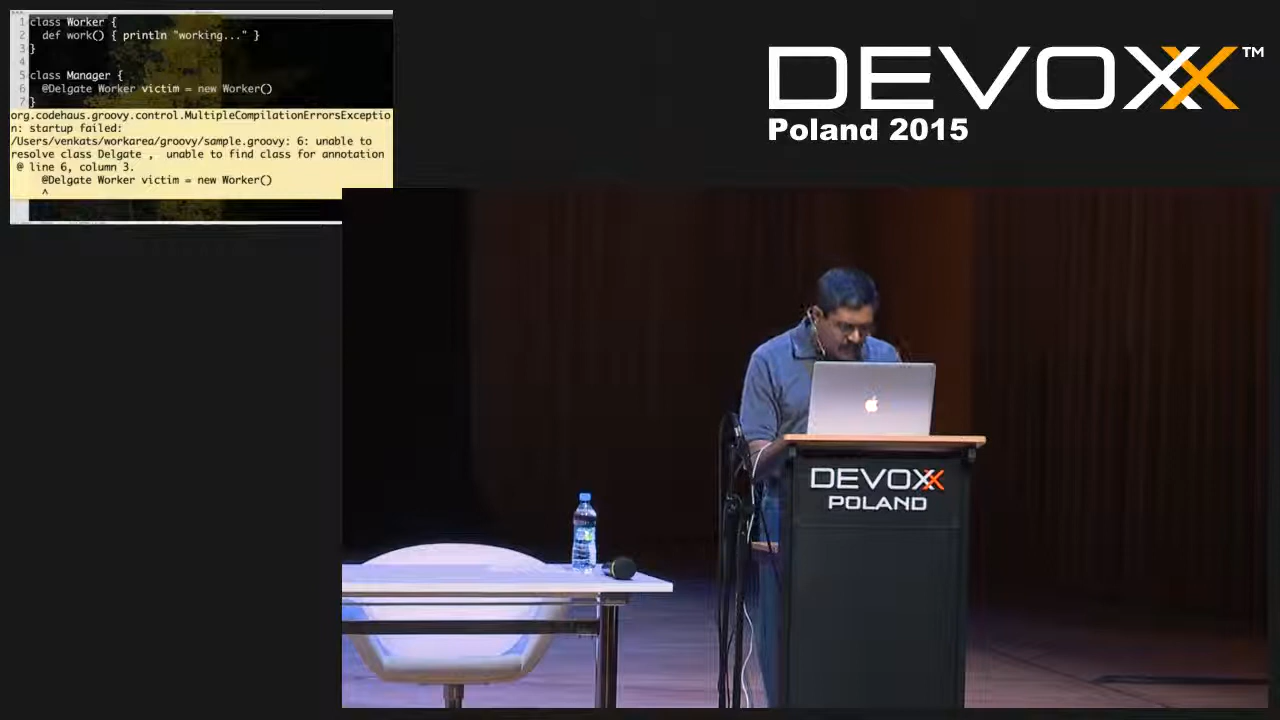 1 class Worker {
2 def work() { println "working..." }
3 }
4
5 class Manager {
6 @Delgate Worker victim = new Worker()
7 }
org.codehaus.groovy.control.MultipleCompilationErrorsExceptio
n: startup failed:
/Users/venkats/workarea/groovy/sample.groovy: 6: unable to
resolve class Delgate , unable to find class for annotation
@ line 6, column 3.
@Delgate Worker victim = new Worker()
^
DEVOXX™
Poland 2015
DEVOXX
POLAND